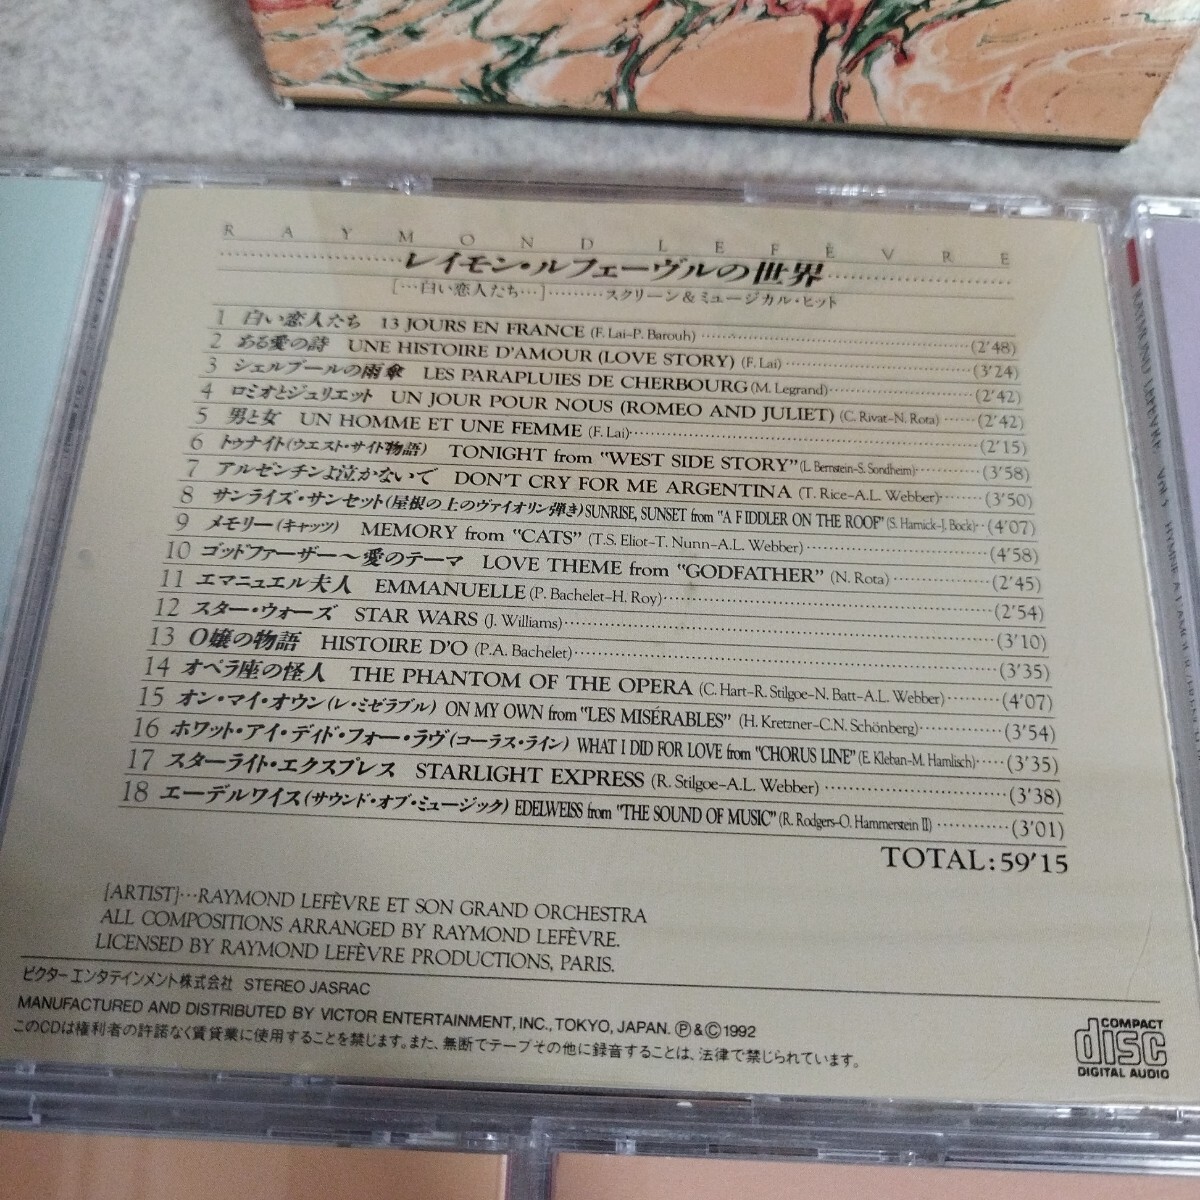 RAYMOND LEFÈVRE
レイモン・ルフェーヴルの世界
[…白い恋人たち…]………スクリーン&ミュージカル・ヒット
1 白い恋人たち 13 JOURS EN FRANCE (F. Lai–P. Barouh) (2'48)
2 ある愛の詩 UNE HISTOIRE D'AMOUR (LOVE STORY) (F. Lai) (3'24)
3 シェルブールの雨傘 LES PARAPLUIES DE CHERBOURG (M. Legrand) (2'42)
4 ロミオとジュリエット UN JOUR POUR NOUS (ROMEO AND JULIET) (C. Rivat–N. Rota) (2'42)
5 男と女 UN HOMME ET UNE FEMME (F. Lai) (2'15)
6 トゥナイト(ウエスト・サイド物語) TONIGHT from "WEST SIDE STORY" (L. Bernstein–S. Sondheim) (3'58)
7 アルゼンチンよ泣かないで DON'T CRY FOR ME ARGENTINA (T. Rice–A.L. Webber) (3'50)
8 サンライズ・サンセット(屋根の上のヴァイオリン弾き) SUNRISE, SUNSET from "A FIDDLER ON THE ROOF" (S. Harnick–J. Bock) (4'07)
9 メモリー(キャッツ) MEMORY from "CATS" (T.S. Eliot–T. Nunn–A.L. Webber) (4'58)
10 ゴッドファーザー〜愛のテーマ LOVE THEME from "GODFATHER" (N. Rota) (2'45)
11 エマニュエル夫人 EMMANUELLE (P. Bachelet–H. Roy) (2'54)
12 スター・ウォーズ STAR WARS (J. Williams) (3'10)
13 O嬢の物語 HISTOIRE D'O (P.A. Bachelet) (3'35)
14 オペラ座の怪人 THE PHANTOM OF THE OPERA (C. Hart–R. Stilgoe–N. Batt–A.L. Webber) (4'07)
15 オン・マイ・オウン(レ・ミゼラブル) ON MY OWN from "LES MISÉRABLES" (H. Kretzner–C.N. Schönberg) (3'54)
16 ホワット・アイ・ディド・フォー・ラヴ(コーラス・ライン) WHAT I DID FOR LOVE from "CHORUS LINE" (E. Kleban–M. Hamlisch) (3'35)
17 スターライト・エクスプレス STARLIGHT EXPRESS (R. Stilgoe–A.L. Webber) (3'38)
18 エーデルワイス(サウンド・オブ・ミュージック) EDELWEISS from "THE SOUND OF MUSIC" (R. Rodgers–O. Hammerstein II) (3'01)
TOTAL: 59'15
[ARTIST]…RAYMOND LEFÈVRE ET SON GRAND ORCHESTRA
ALL COMPOSITIONS ARRANGED BY RAYMOND LEFÈVRE.
LICENSED BY RAYMOND LEFÈVRE PRODUCTIONS, PARIS.
ビクターエンタテインメント株式会社 STEREO JASRAC
MANUFACTURED AND DISTRIBUTED BY VICTOR ENTERTAINMENT, INC., TOKYO, JAPAN. Ⓟ&Ⓒ1992
このCDは権利者の許諾なく賃貸業に使用することを禁じます。また、無断でテープその他に録音することは、法律で禁じられています。
COMPACT
disc
DIGITAL AUDIO
RAYMOND LEFÈVRE